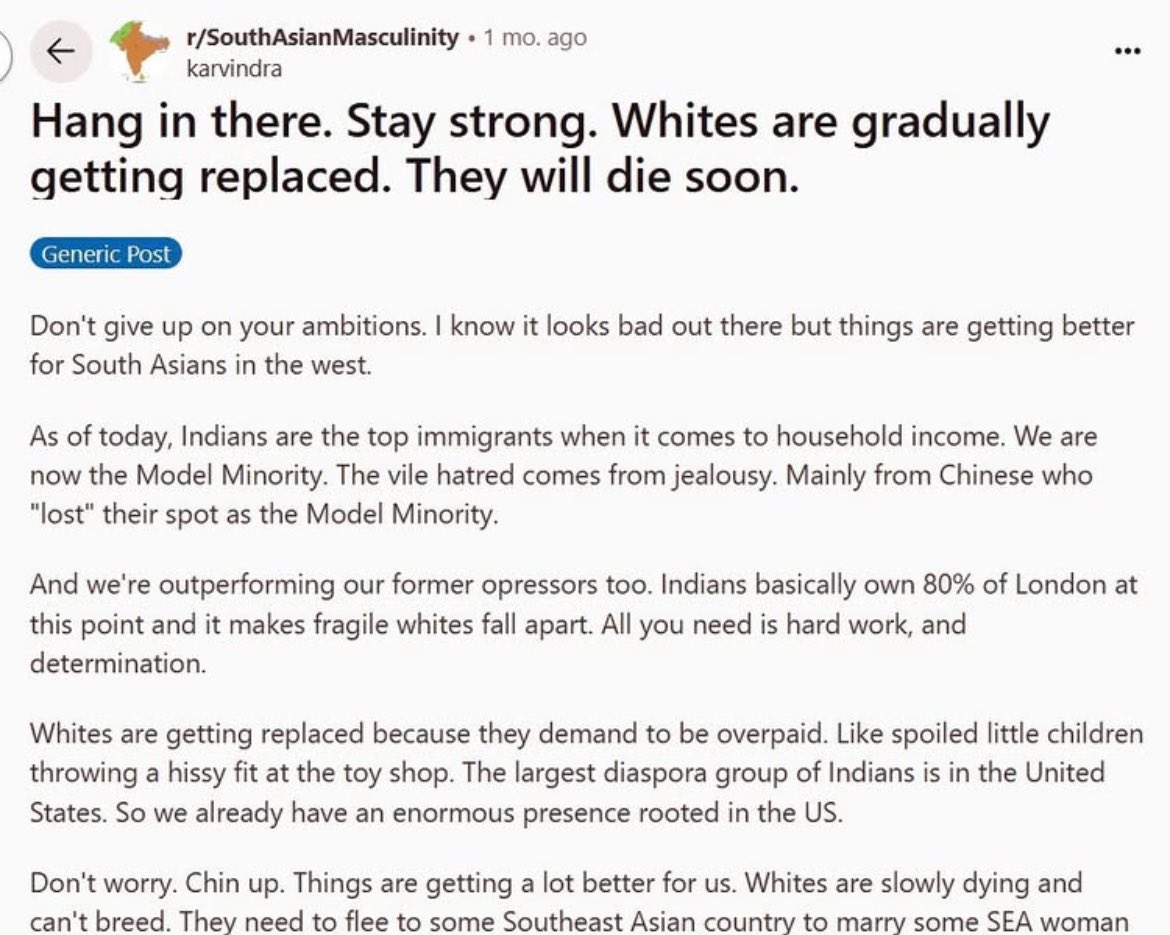 r/SouthAsianMasculinity • 1 mo. ago
karvindra
Hang in there. Stay strong. Whites are gradually
getting replaced. They will die soon.
Generic Post
Don't give up on your ambitions. I know it looks bad out there but things are getting better
for South Asians in the west.
As of today, Indians are the top immigrants when it comes to household income. We are
now the Model Minority. The vile hatred comes from jealousy. Mainly from Chinese who
"lost" their spot as the Model Minority.
And we're outperforming our former opressors too. Indians basically own 80% of London at
this point and it makes fragile whites fall apart. All you need is hard work, and
determination.
Whites are getting replaced because they demand to be overpaid. Like spoiled little children
throwing a hissy fit at the toy shop. The largest diaspora group of Indians is in the United
States. So we already have an enormous presence rooted in the US.
Don't worry. Chin up. Things are getting a lot better for us. Whites are slowly dying and
can't breed. They need to flee to some Southeast Asian country to marry some SEA woman